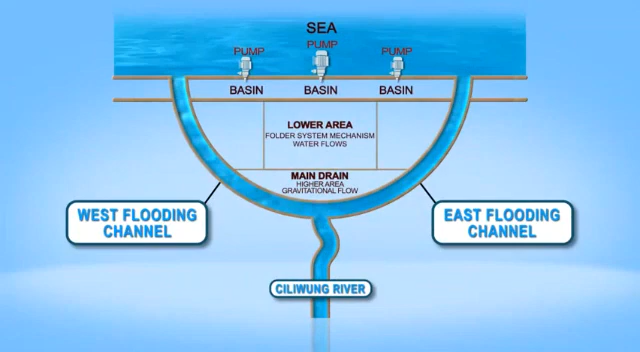 SEA
PUMP
PUMP
PUMP
BASIN
BASIN
BASIN
LOWER AREA
FOLDER SYSTEM MECHANISM
WATER FLOWS
MAIN DRAIN
HIGHER AREA
GRAVITATIONAL FLOW
WEST FLOODING
CHANNEL
EAST FLOODING
CHANNEL
CILIWUNG RIVER